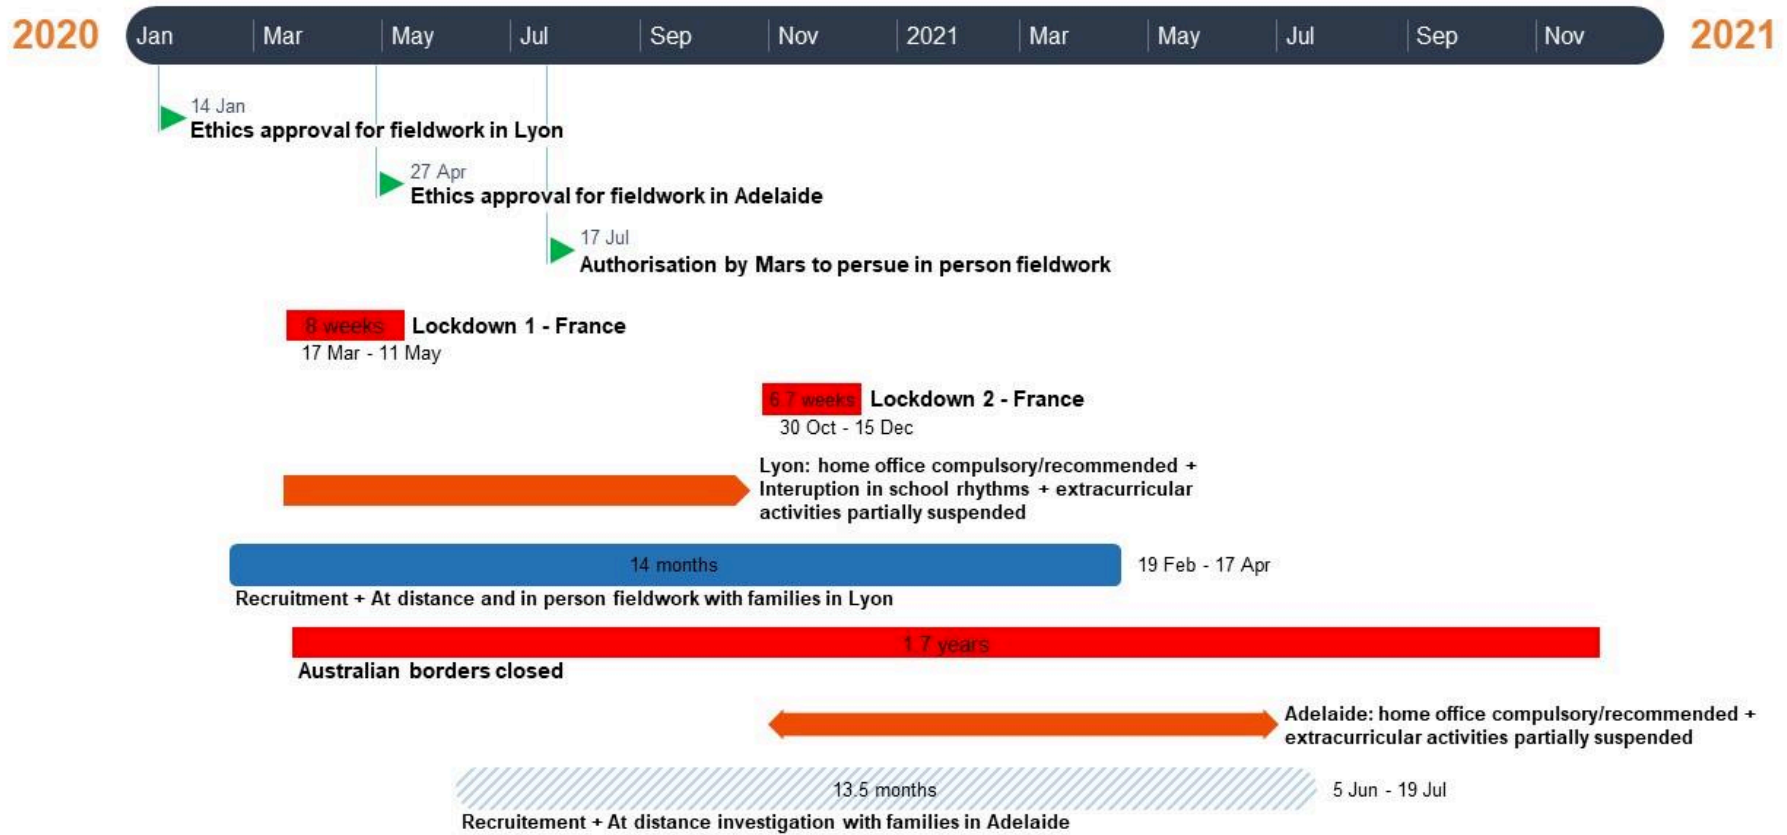 2020 Jan Mar May Jul Sep Nov 2021 Mar May Jul Sep Nov 2021
14 Jan
Ethics approval for fieldwork in Lyon
27 Apr
Ethics approval for fieldwork in Adelaide
17 Jul
Authorisation by Mars to persue in person fieldwork
8 weeks Lockdown 1 - France
17 Mar - 11 May
6.7 weeks Lockdown 2 - France
30 Oct - 15 Dec
Lyon: home office compulsory/recommended +
Interuption in school rhythms + extracurricular
activities partially suspended
14 months 19 Feb - 17 Apr
Recruitment + At distance and in person fieldwork with families in Lyon
1.7 years
Australian borders closed
Adelaide: home office compulsory/recommended +
extracurricular activities partially suspended
13.5 months 5 Jun - 19 Jul
Recruitement + At distance investigation with families in Adelaide